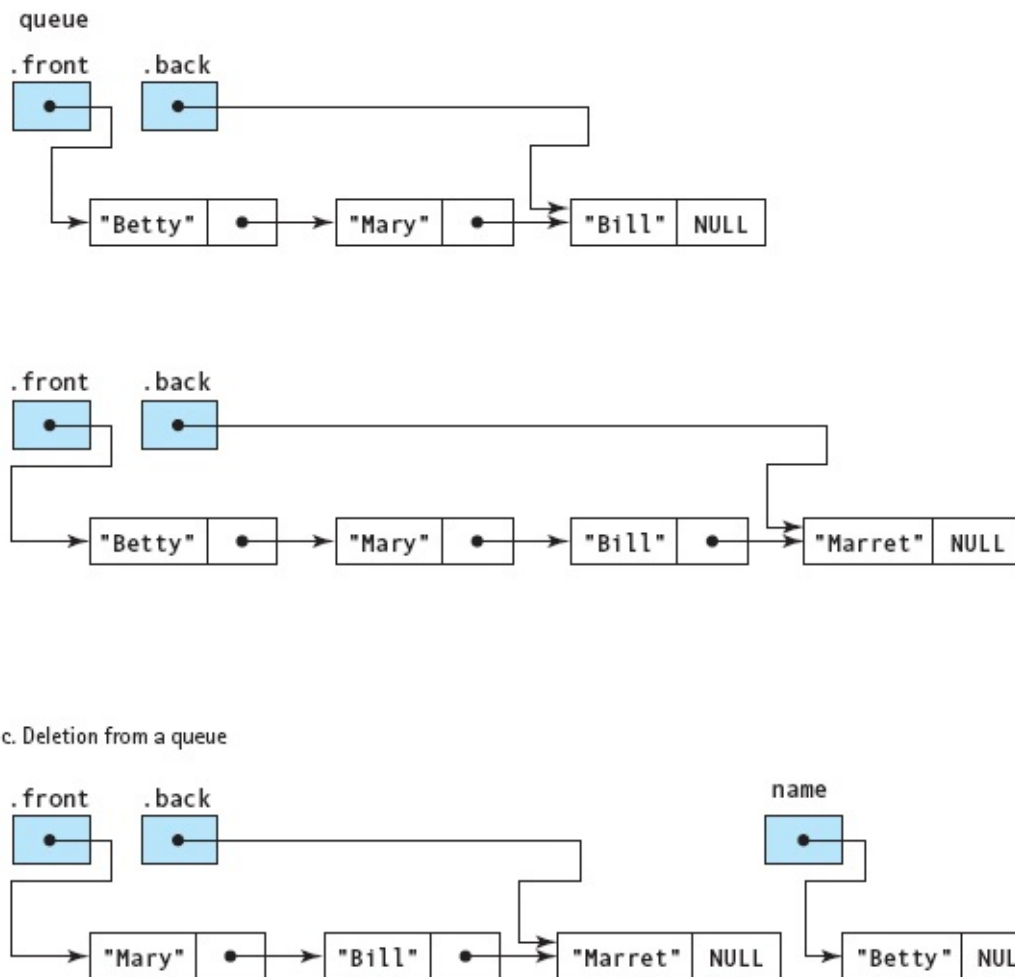 queue
.front .back
"Betty" "Mary" "Bill" NULL
.front .back
"Betty" "Mary" "Bill" "Marret" NULL
c. Deletion from a queue
.front .back name
"Mary" "Bill" "Marret" NULL "Betty" NUL